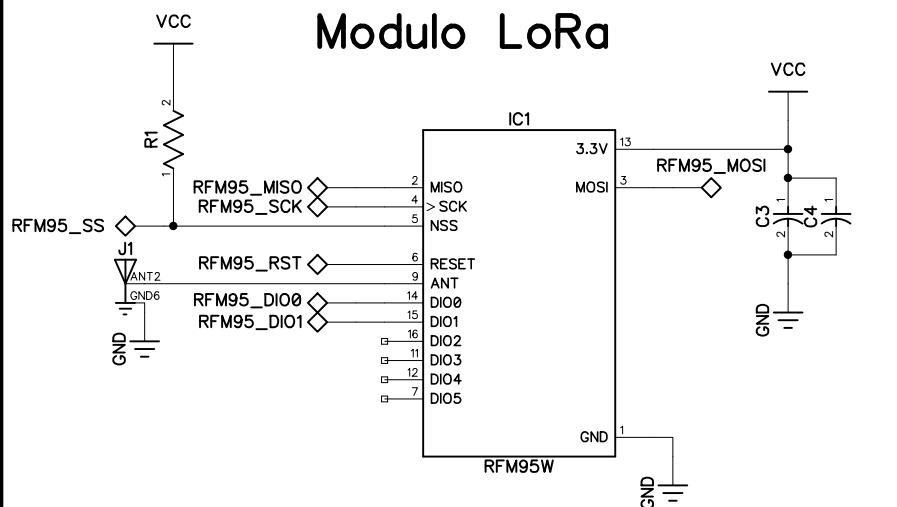 Modulo LoRa
VCC
2
R1
1
RFM95_SS
J1
ANT2
GND6
GND
RFM95_MISO
RFM95_SCK
RFM95_RST
RFM95_DIO0
RFM95_DIO1
IC1
2 MISO
4 >SCK
5 NSS
6 RESET
9 ANT
14 DIO0
15 DIO1
16 DIO2
11 DIO3
12 DIO4
7 DIO5
3.3V 13
MOSI 3
GND 1
RFM95W
RFM95_MOSI
GND
VCC
C3
1
2
C4
1
2
GND